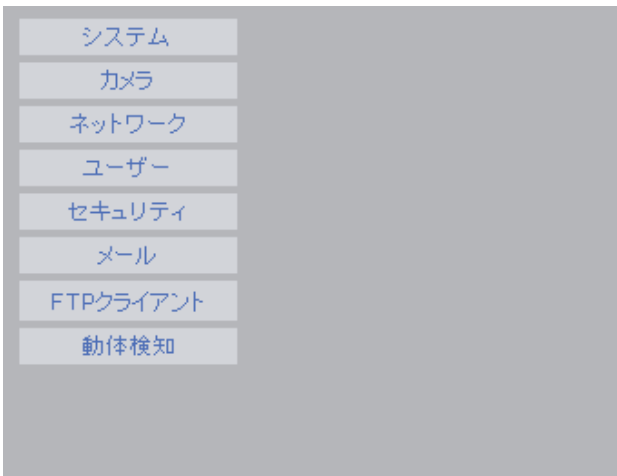 システム
カメラ
ネットワーク
ユーザー
セキュリティ
メール
FTPクライアント
動体検知